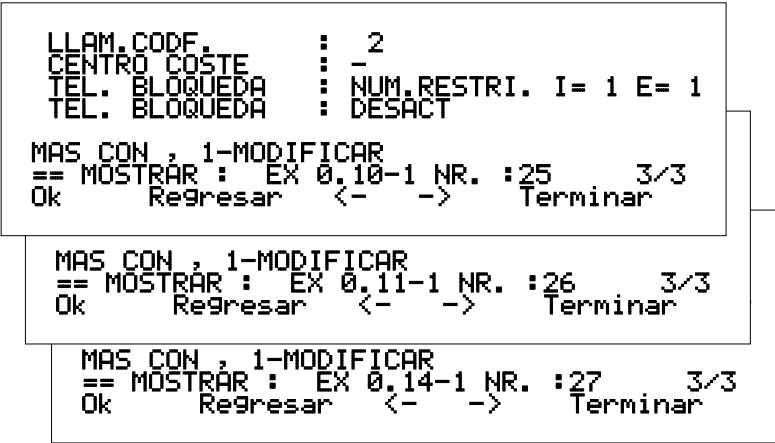 LLAM.CODF. : 2
CENTRO COSTE : -
TEL. BLOQUEDA : NUM.RESTRI. I= 1 E= 1
TEL. BLOQUEDA : DESACT
MAS CON , 1-MODIFICAR
== MOSTRAR : EX 0.10-1 NR. :25 3/3
Ok Regresar <- -> Terminar
MAS CON , 1-MODIFICAR
== MOSTRAR : EX 0.11-1 NR. :26 3/3
Ok Regresar <- -> Terminar
MAS CON , 1-MODIFICAR
== MOSTRAR : EX 0.14-1 NR. :27 3/3
Ok Regresar <- -> Terminar